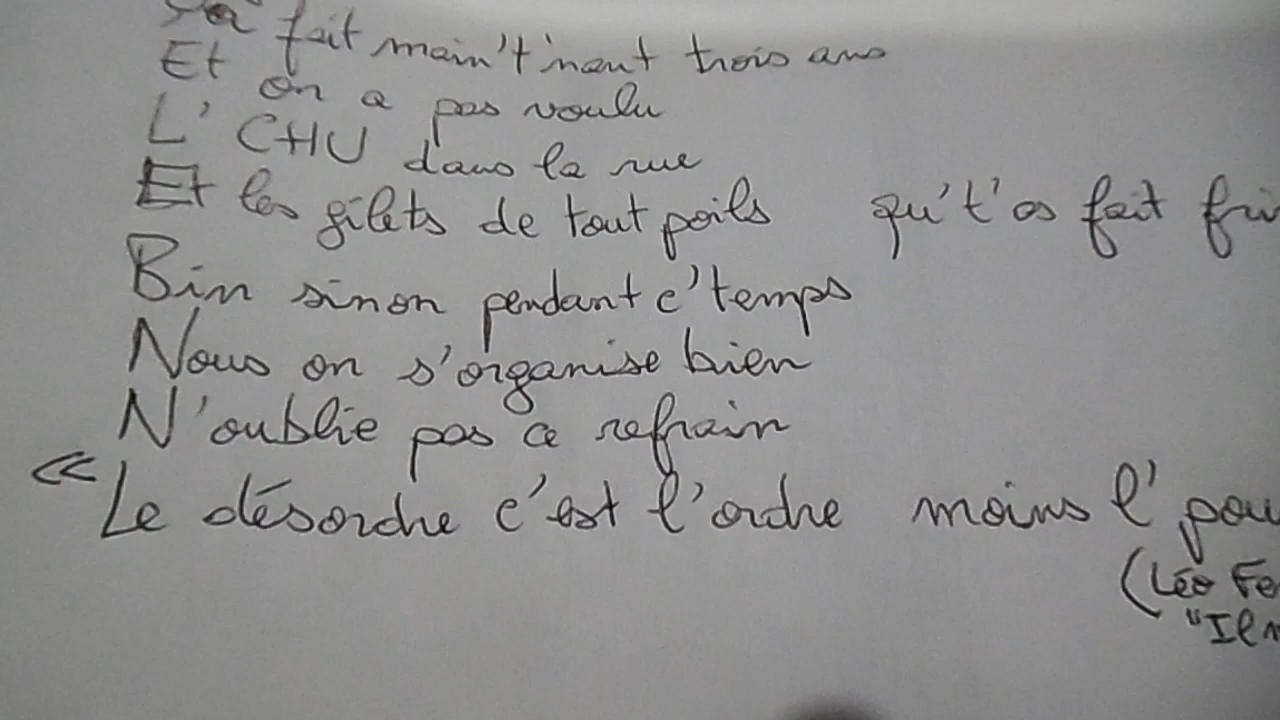 fait main't'nant trois ans
Et on a pas voulu
L' CHU dans la rue
Et les gilets de tout poils qu't'as fait
Bin sinon pendant c'temps
Nous on s'organise bien
N'oublie pas ce refrain
«Le désordre c'est l'ordre moins l'
(Léo